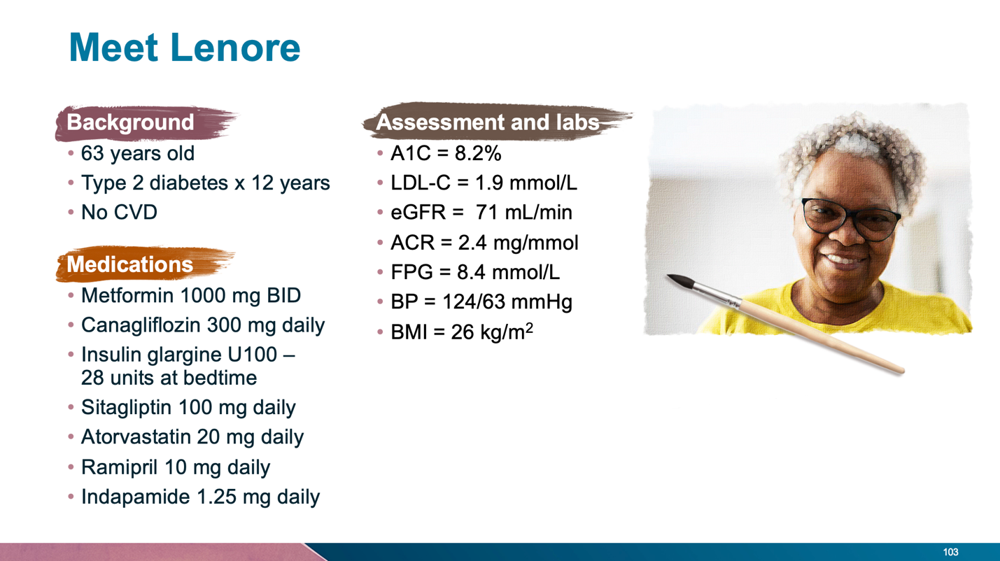 Meet Lenore
Background
• 63 years old
• Type 2 diabetes x 12 years
• No CVD
Medications
• Metformin 1000 mg BID
• Canagliflozin 300 mg daily
• Insulin glargine U100 –
28 units at bedtime
• Sitagliptin 100 mg daily
• Atorvastatin 20 mg daily
• Ramipril 10 mg daily
• Indapamide 1.25 mg daily
Assessment and labs
• A1C = 8.2%
• LDL-C = 1.9 mmol/L
• eGFR =  71 mL/min
• ACR = 2.4 mg/mmol
• FPG = 8.4 mmol/L
• BP = 124/63 mmHg
• BMI = 26 kg/m²
103